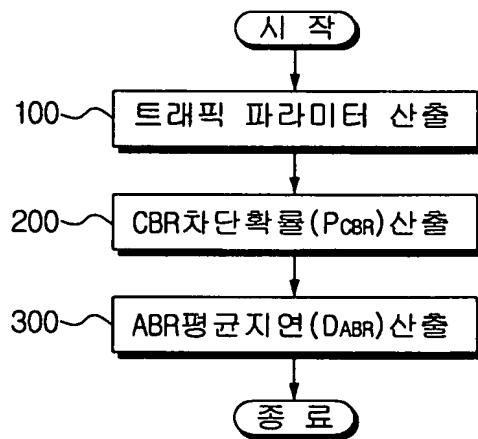 시 작
100 트래픽 파라미터 산출
200 CBR차단확률(PCBR)산출
300 ABR평균지연(DABR)산출
종 료